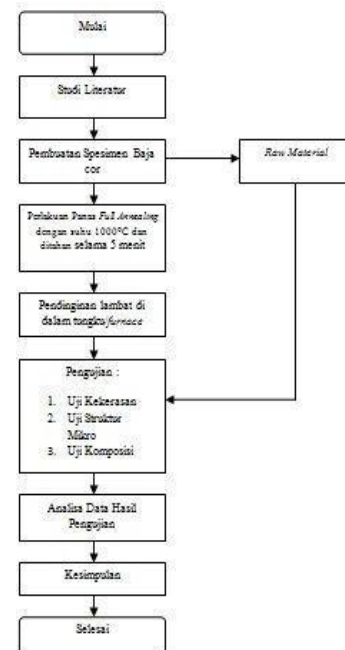 Mulai
Studi Literatur
Pembuatan Spesimen Baja
cor
Raw Material
Perlakuan Panas Full Annealing
dengan suhu 1000°C dan
ditahan selama 5 menit
Pendinginan lambat di
dalam tungku/furnace
Pengujian :
1. Uji Kekerasan
2. Uji Struktur
Mikro
3. Uji Komposisi
Analisa Data Hasil
Pengujian
Kesimpulan
Selesai